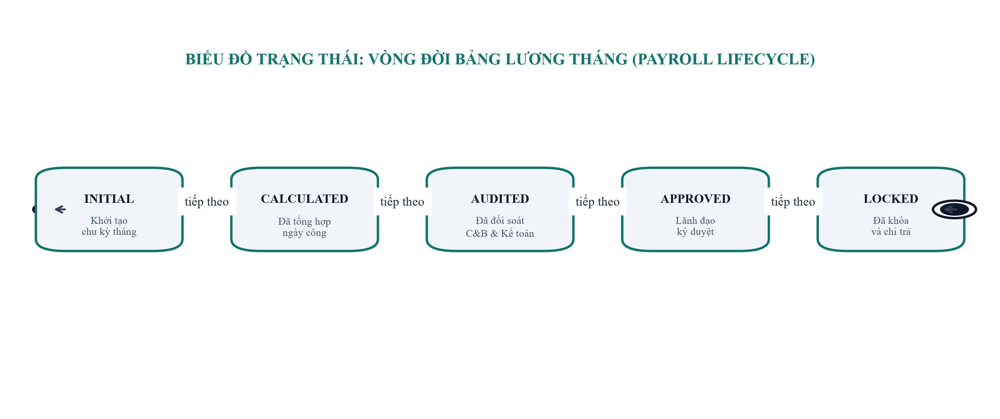 BIỂU ĐỒ TRẠNG THÁI: VÒNG ĐỜI BẢNG LƯƠNG THÁNG (PAYROLL LIFECYCLE)
INITIAL
Khởi tạo
chu kỳ tháng
tiếp theo
CALCULATED
Đã tổng hợp
ngày công
tiếp theo
AUDITED
Đã đối soát
C&B & Kế toán
tiếp theo
APPROVED
Lãnh đạo
ký duyệt
tiếp theo
LOCKED
Đã khóa
và chi trả